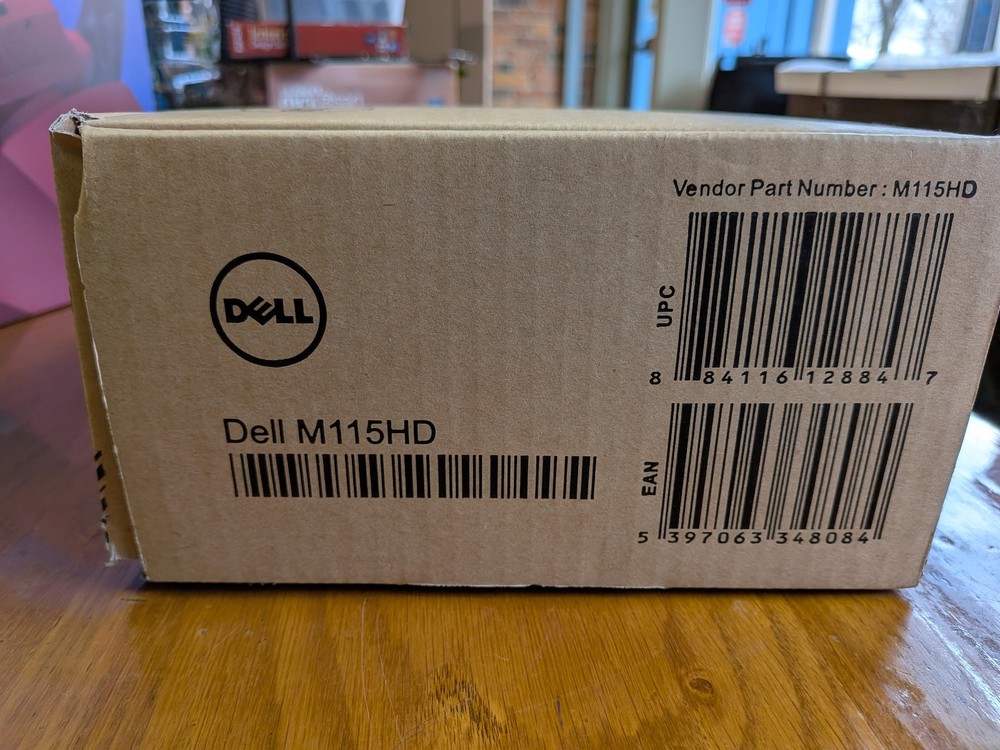 DELL
Dell M115HD
Vendor Part Number : M115HD
UPC
8 84116 12884 7
EAN
5 397063 348084